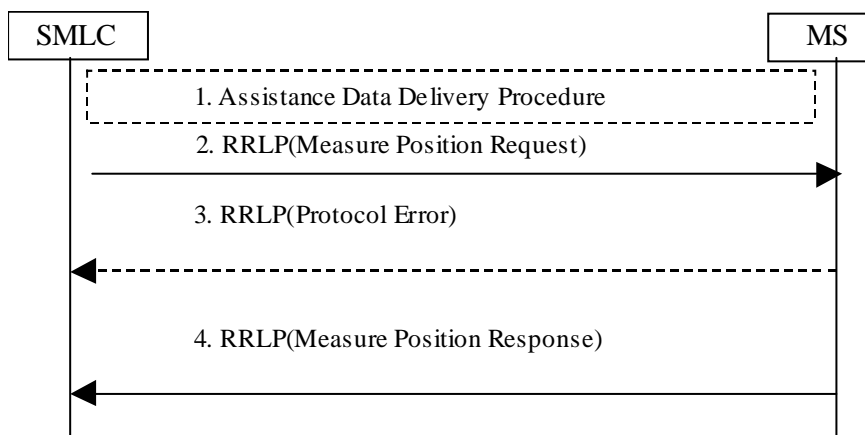 SMLC
MS
1. Assistance Data Delivery Procedure
2. RRLP(Measure Position Request)
3. RRLP(Protocol Error)
4. RRLP(Measure Position Response)